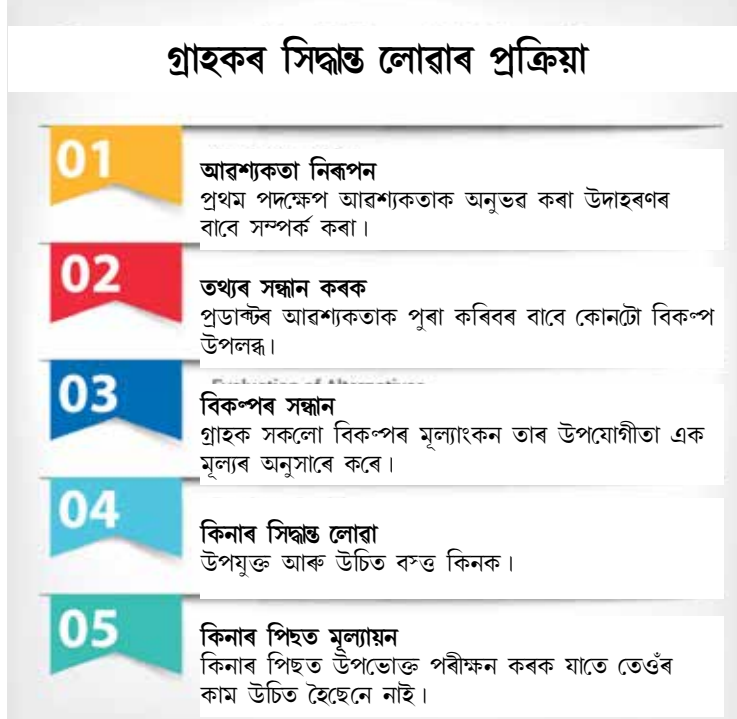 গ্ৰাহকৰ সিদ্ধান্ত লোৱাৰ প্ৰক্ৰিয়া
01
আৱশ্যকতা নিৰূপন
প্ৰথম পদক্ষেপ আৱশ্যকতাক অনুভৱ কৰা উদাহৰণৰ
বাবে সম্পৰ্ক কৰা।
02
তথ্যৰ সন্ধান কৰক
প্ৰডাক্টৰ আৱশ্যকতাক পুৰা কৰিবৰ বাবে কোনটো বিকল্প
উপলব্ধ।
03
বিকল্পৰ সন্ধান
গ্ৰাহক সকলো বিকল্পৰ মূল্যাংকন তাৰ উপযোগীতা এক
মূল্যৰ অনুসাৰে কৰে।
04
কিনাৰ সিদ্ধান্ত লোৱা
উপযুক্ত আৰু উচিত বস্তু কিনক।
05
কিনাৰ পিছত মূল্যায়ন
কিনাৰ পিছত উপভোক্ত পৰীক্ষন কৰক যাতে তেওঁৰ
কাম উচিত হৈছেনে নাই।